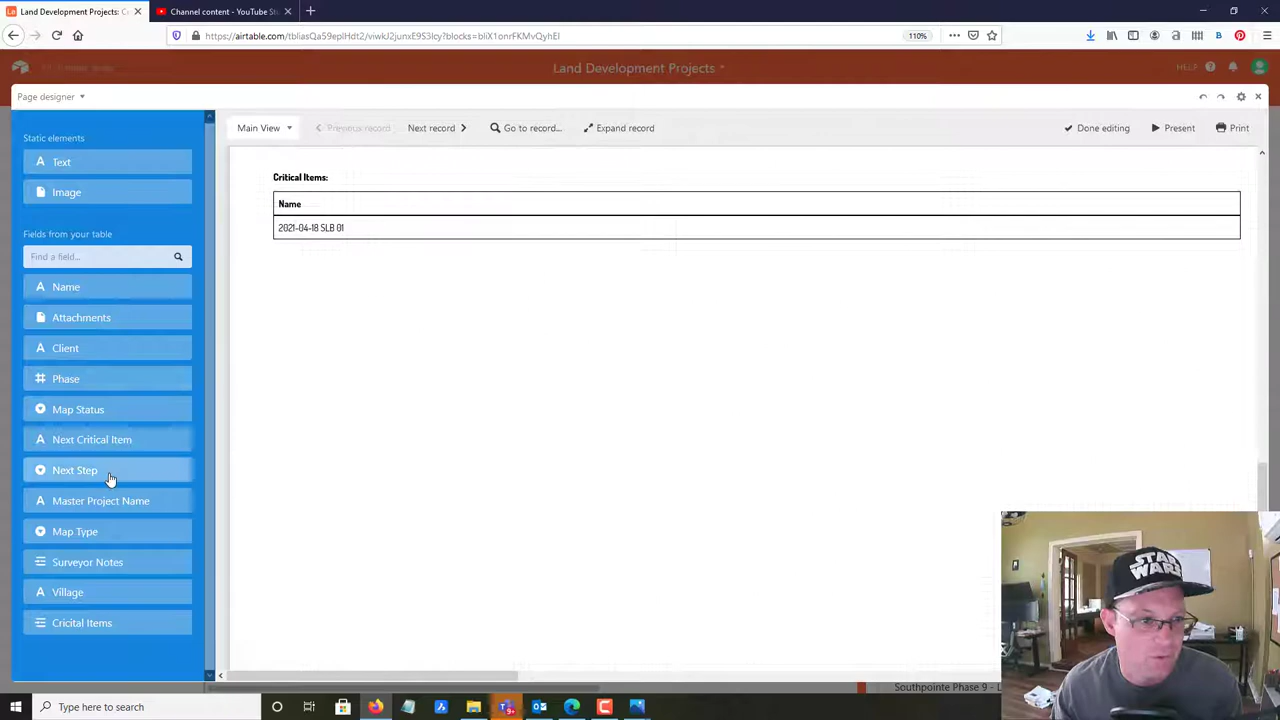 Land Development Projects: C
Channel content - YouTube St
https://airtable.com/tbliasQa59eplHdt2/viwkJ2junxE9S3lcy?blocks=bliX1onrFKMvQyhEl
110%
Land Development Projects
HELP
Page designer
Static elements
Text
Image
Fields from your table
Find a field...
Name
Attachments
Client
Phase
Map Status
Next Critical Item
Next Step
Master Project Name
Map Type
Surveyor Notes
Village
Cricital Items
Main View
Previous record
Next record
Go to record...
Expand record
Done editing
Present
Print
Critical Items:
Name
2021-04-18 SLB 01
STAR
WARS
Southpointe Phase 9 - L
Type here to search